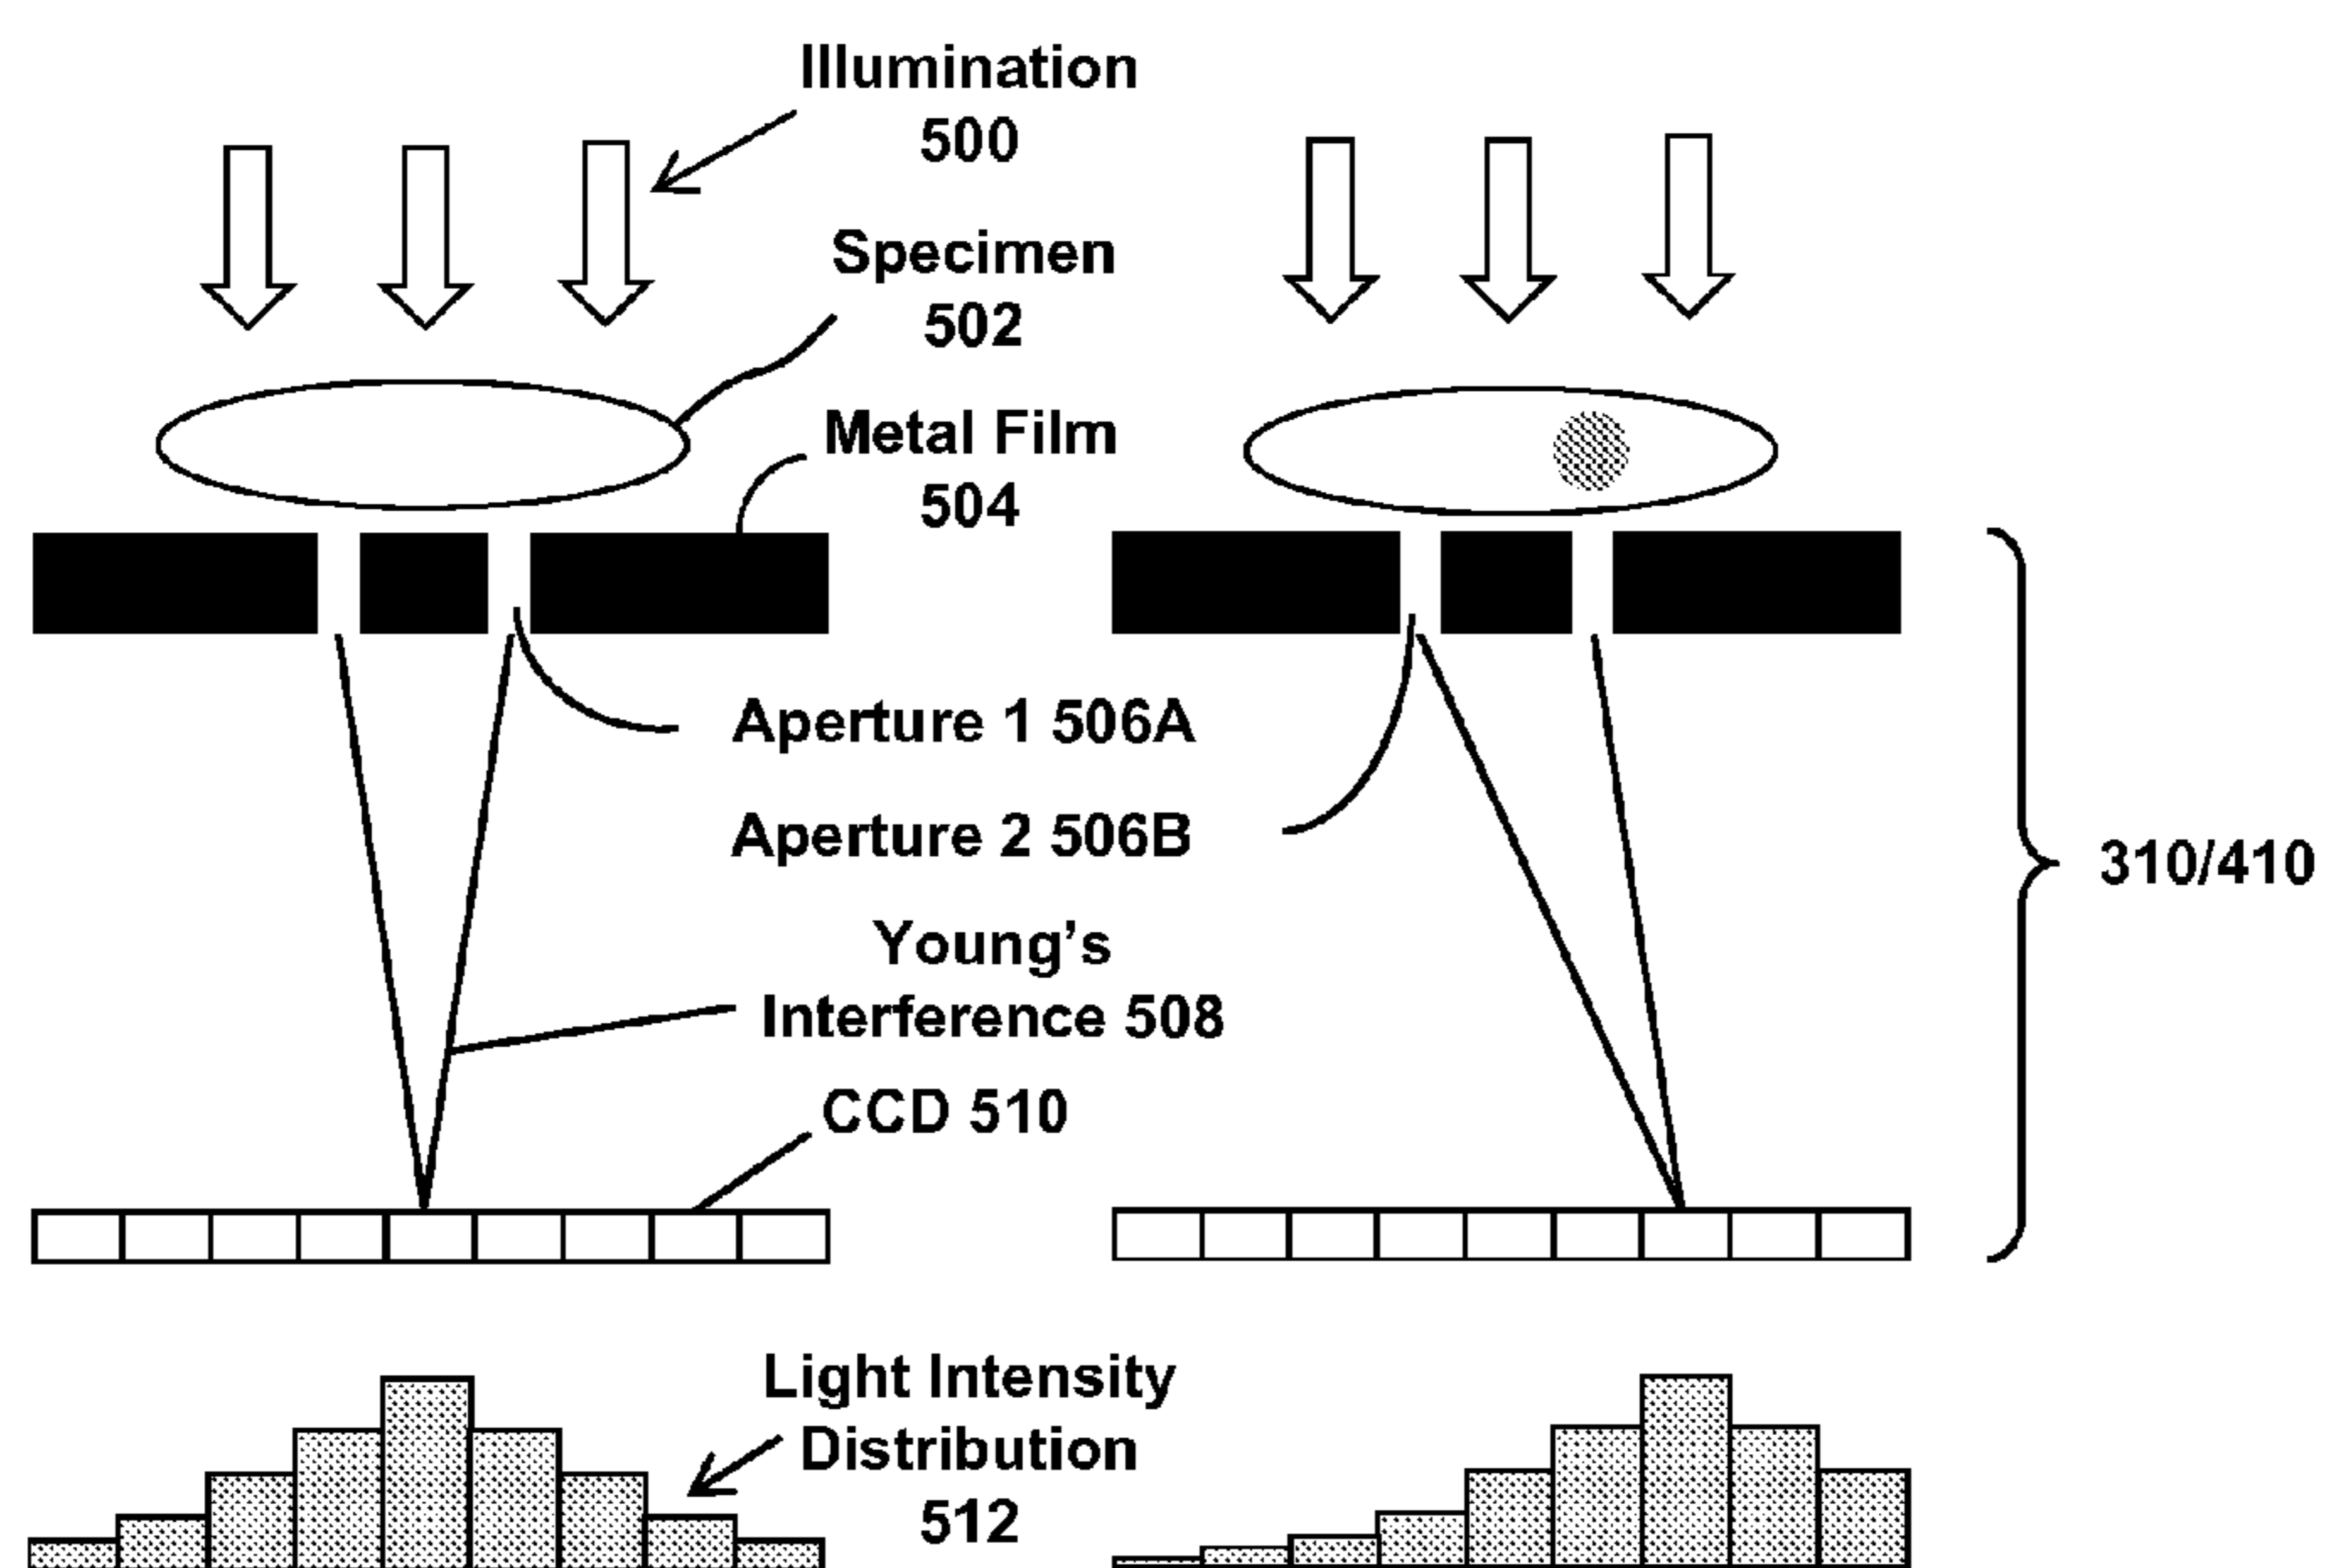 Illumination
500
Specimen
502
Metal Film
504
Aperture 1 506A
Aperture 2 506B
310/410
Young’s
Interference 508
CCD 510
Light Intensity
Distribution
512